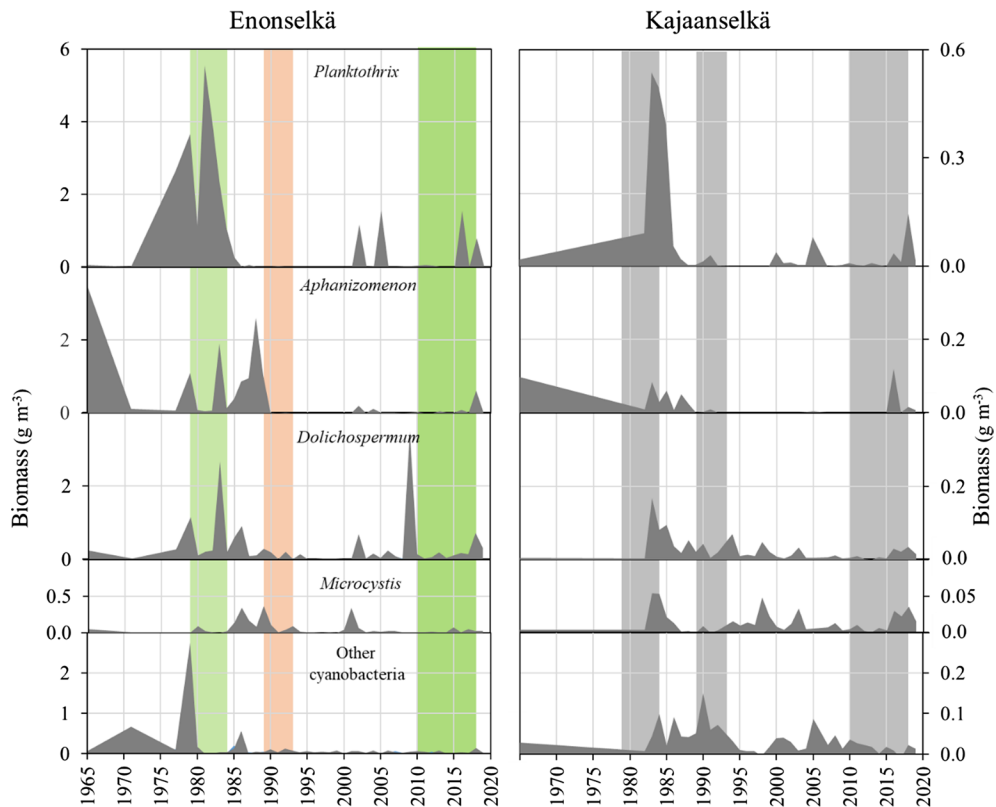 Enonselkä
Kajaanselkä
6
4
2
0
Planktothrix
0.6
0.3
0.0
Aphanizomenon
2
0
0.2
0.0
Dolichospermum
2
0
0.2
0.0
Microcystis
0.5
0.0
0.05
0.0
Other
cyanobacteria
2
1
0
0.2
0.1
0.0
Biomass (g m-3)
Biomass (g m-3)
1965 1970 1975 1980 1985 1990 1995 2000 2005 2010 2015 2020
1970 1975 1980 1985 1990 1995 2000 2005 2010 2015 2020